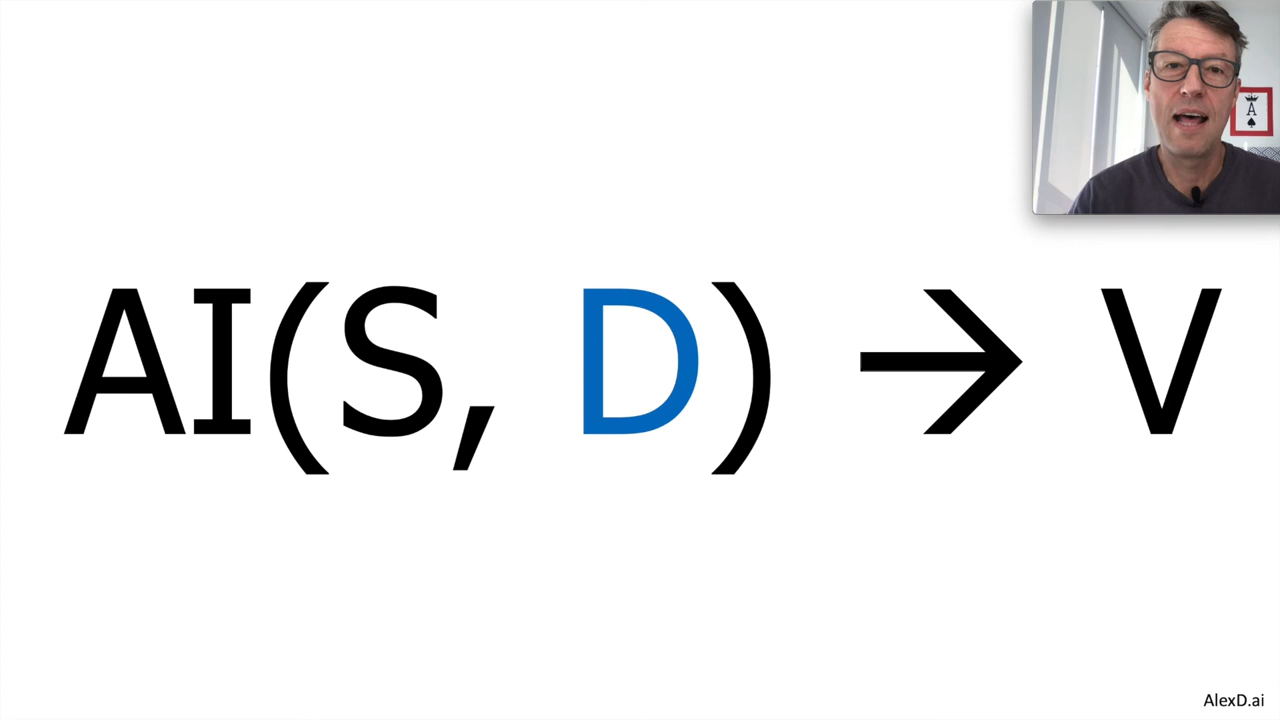 A
AI(S, D) → V
AlexD.ai